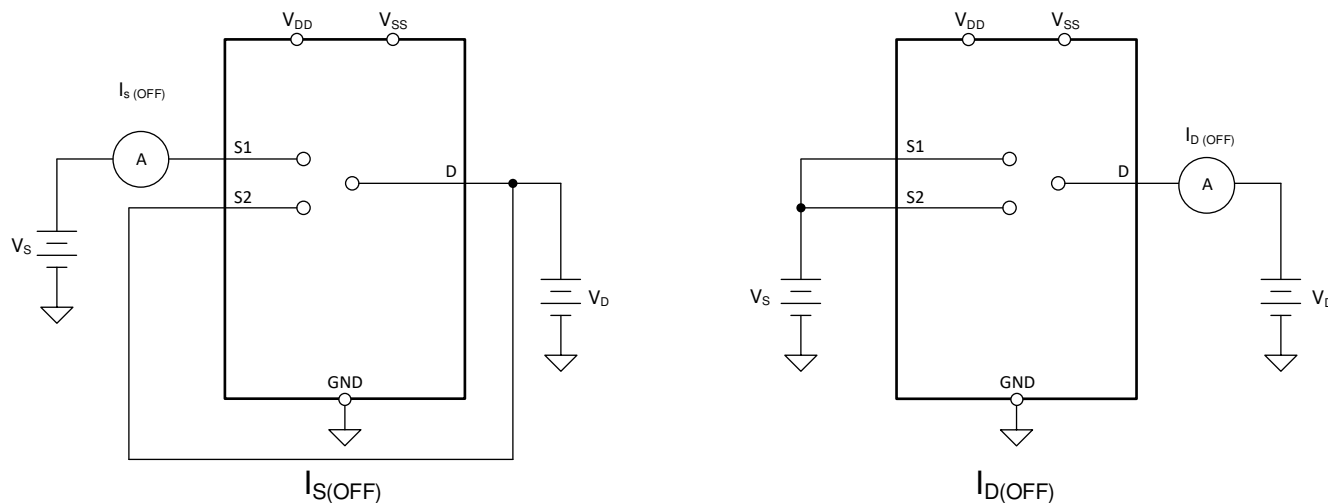 VDD
VSS
Is (OFF)
A
S1
D
S2
VS
VD
GND
IS(OFF)
VDD
VSS
ID (OFF)
S1
A
D
S2
VS
VD
GND
ID(OFF)